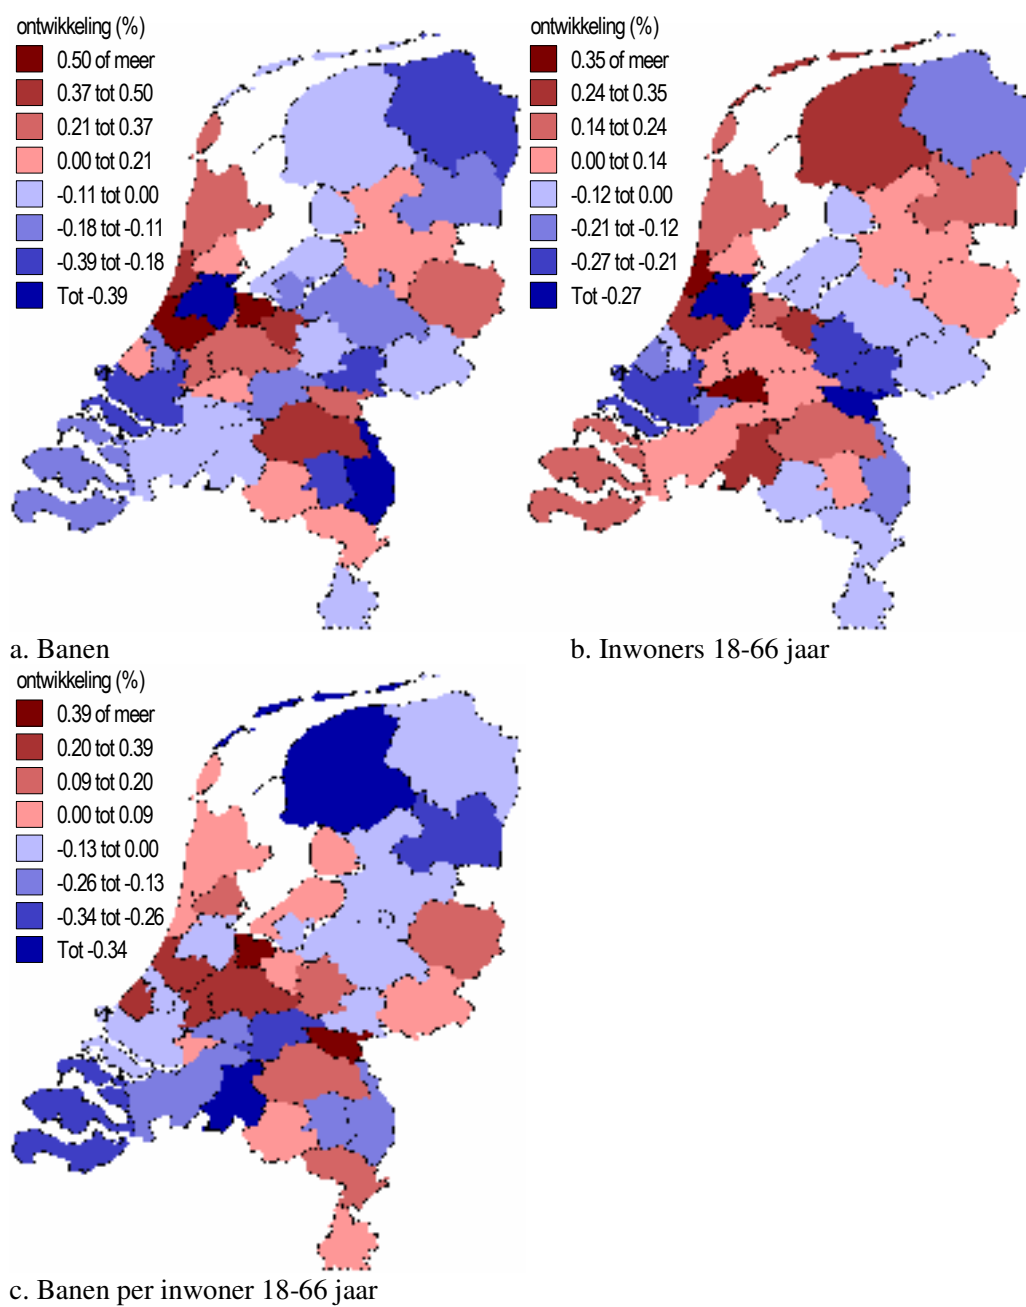 ontwikkeling (%)
0.50 of meer
0.37 tot 0.50
0.21 tot 0.37
0.00 tot 0.21
-0.11 tot 0.00
-0.18 tot -0.11
-0.39 tot -0.18
Tot -0.39
a. Banen
ontwikkeling (%)
0.35 of meer
0.24 tot 0.35
0.14 tot 0.24
0.00 tot 0.14
-0.12 tot 0.00
-0.21 tot -0.12
-0.27 tot -0.21
Tot -0.27
b. Inwoners 18-66 jaar
ontwikkeling (%)
0.39 of meer
0.20 tot 0.39
0.09 tot 0.20
0.00 tot 0.09
-0.13 tot 0.00
-0.26 tot -0.13
-0.34 tot -0.26
Tot -0.34
c. Banen per inwoner 18-66 jaar